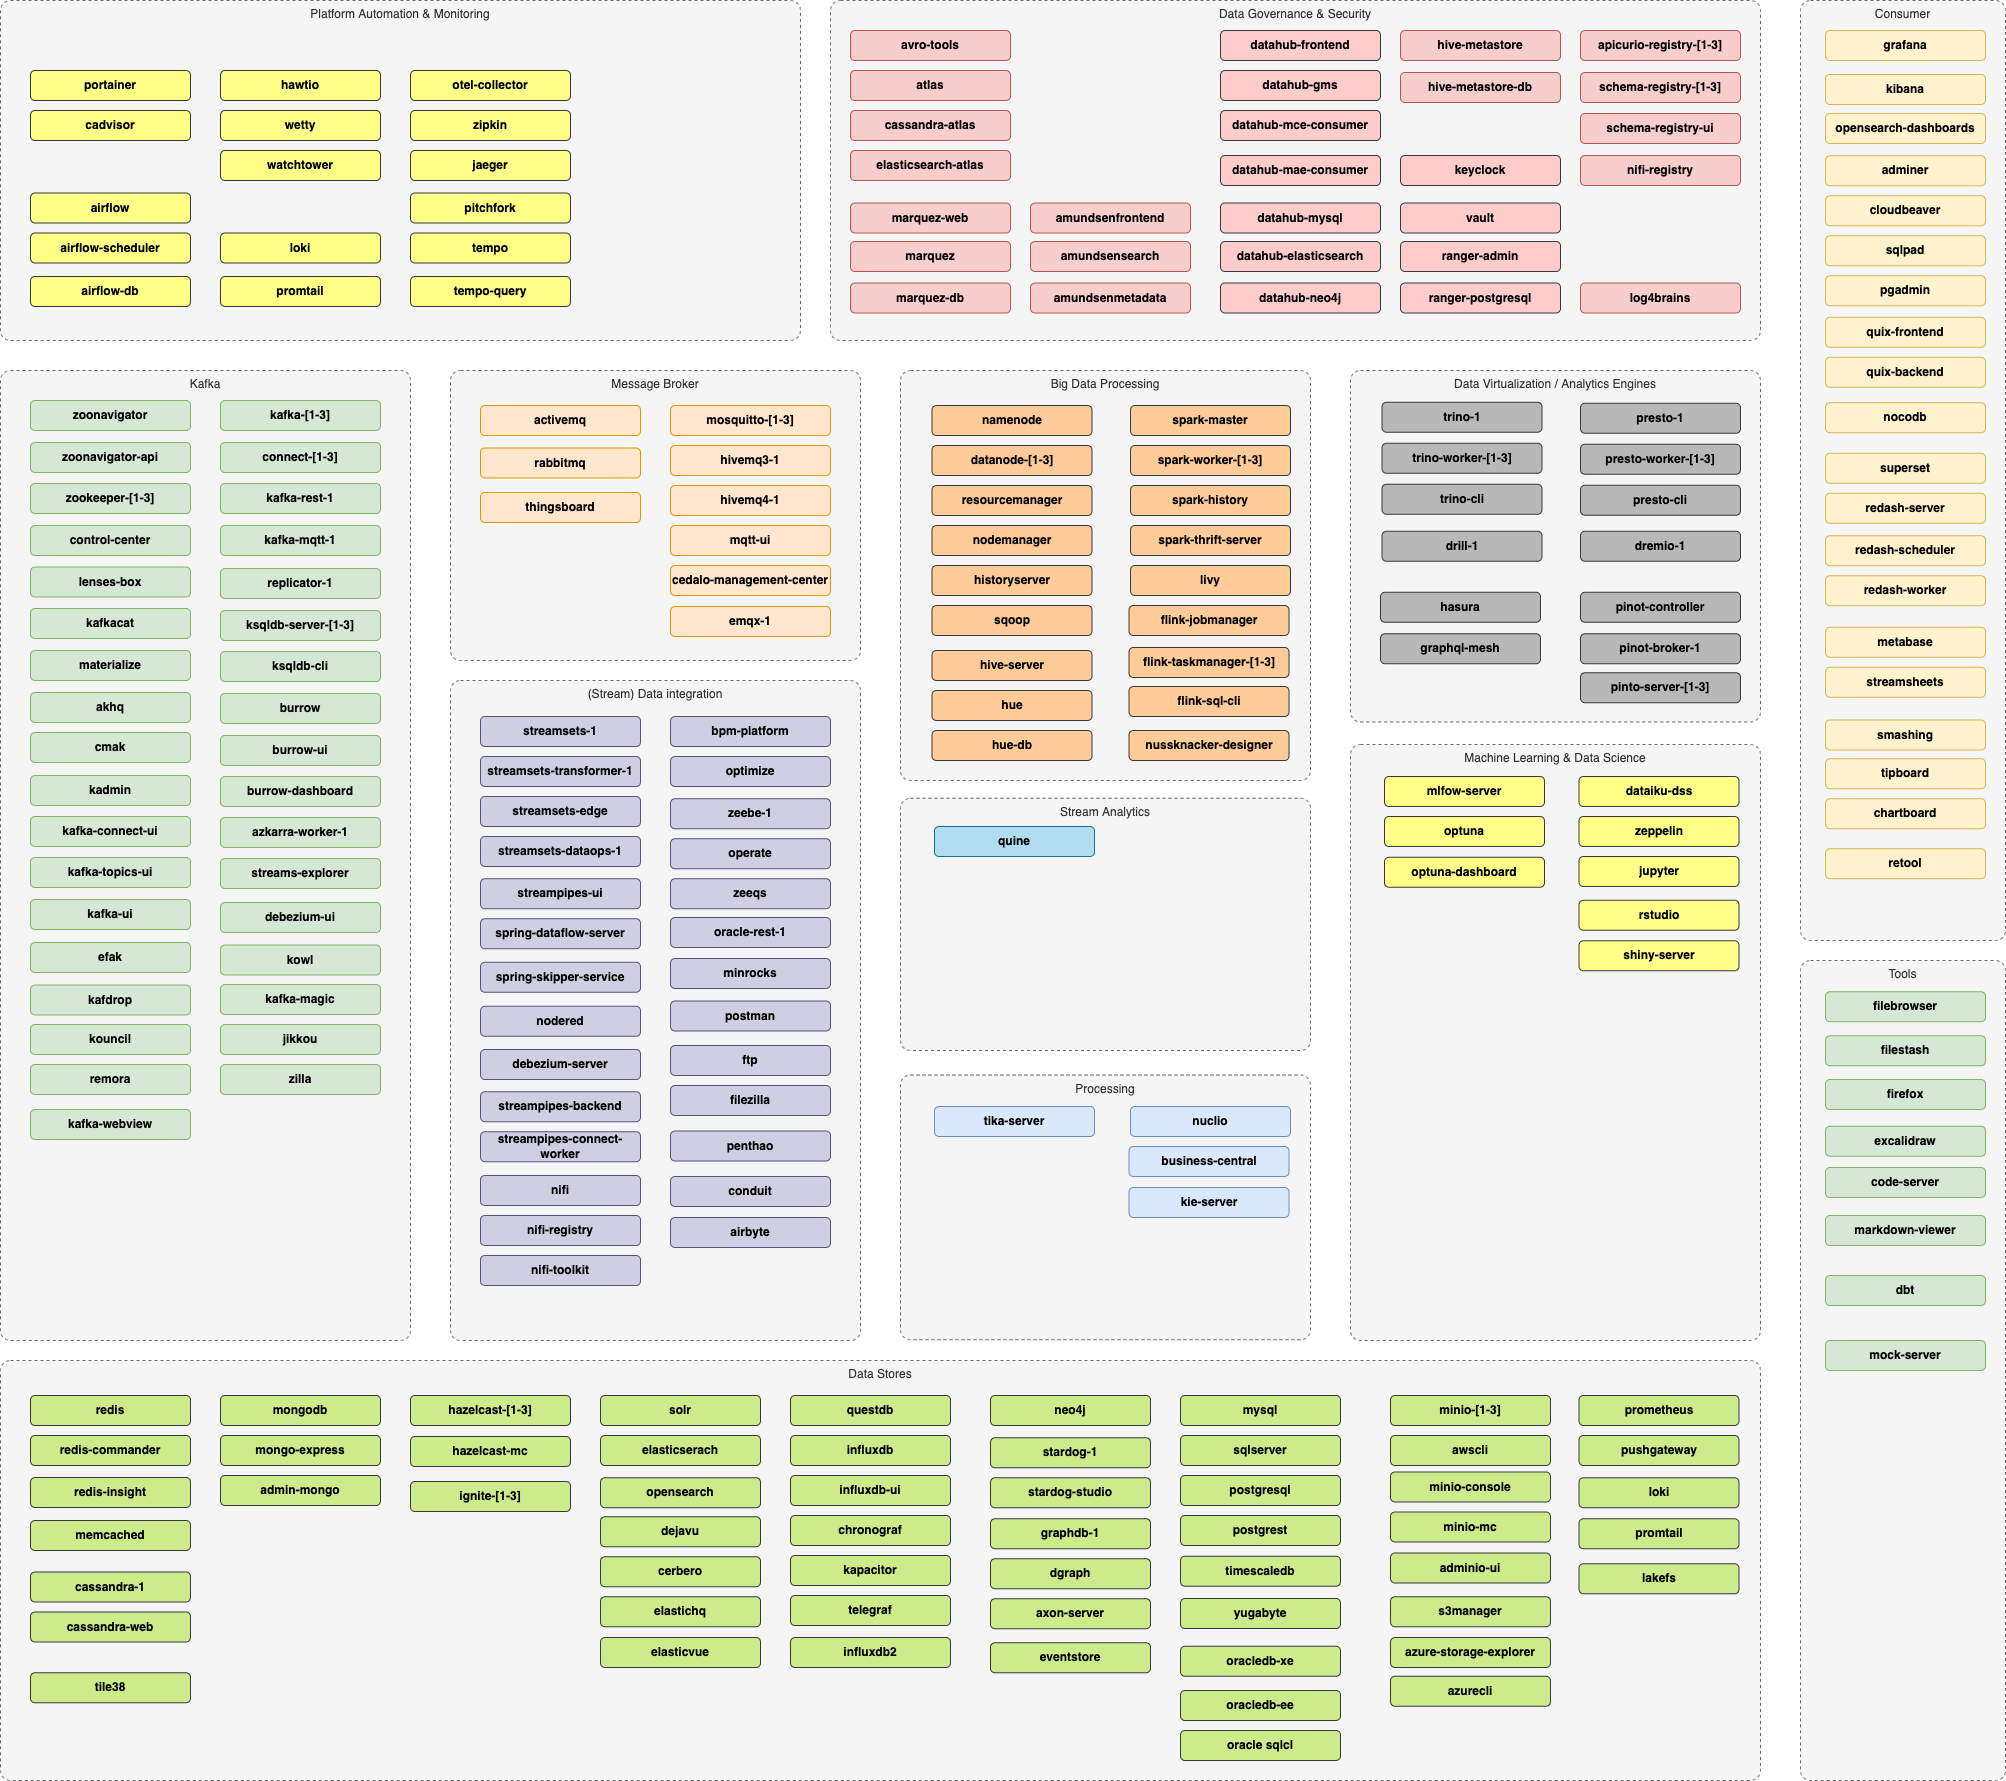 Platform Automation & Monitoring
portainer
cadvisor
airflow
airflow-scheduler
airflow-db
hawtio
wetty
watchtower
loki
promtail
otel-collector
zipkin
jaeger
pitchfork
tempo
tempo-query
Data Governance & Security
avro-tools
atlas
cassandra-atlas
elasticsearch-atlas
marquez-web
marquez
marquez-db
amundsenfrontend
amundsensearch
amundsenmetadata
datahub-frontend
datahub-gms
datahub-mce-consumer
datahub-mae-consumer
datahub-mysql
datahub-elasticsearch
datahub-neo4j
hive-metastore
hive-metastore-db
keyclock
vault
ranger-admin
ranger-postgresql
apicurio-registry-[1-3]
schema-registry-[1-3]
schema-registry-ui
nifi-registry
log4brains
Consumer
grafana
kibana
opensearch-dashboards
adminer
cloudbeaver
sqlpad
pgadmin
quix-frontend
quix-backend
nocodb
superset
redash-server
redash-scheduler
redash-worker
metabase
streamsheets
smashing
tipboard
chartboard
retool
Kafka
zoonavigator
zoonavigator-api
zookeeper-[1-3]
control-center
lenses-box
kafkacat
materialize
akhq
cmak
kadmin
kafka-connect-ui
kafka-topics-ui
kafka-ui
efak
kafdrop
kouncil
remora
kafka-webview
kafka-[1-3]
connect-[1-3]
kafka-rest-1
kafka-mqtt-1
replicator-1
ksqldb-server-[1-3]
ksqldb-cli
burrow
burrow-ui
burrow-dashboard
azkarra-worker-1
streams-explorer
debezium-ui
kowl
kafka-magic
jikkou
zilla
Message Broker
activemq
rabbitmq
thingsboard
mosquitto-[1-3]
hivemq3-1
hivemq4-1
mqtt-ui
cedalo-management-center
emqx-1
(Stream) Data integration
streamsets-1
streamsets-transformer-1
streamsets-edge
streamsets-dataops-1
streampipes-ui
spring-dataflow-server
spring-skipper-service
nodered
debezium-server
streampipes-backend
streampipes-connect-
worker
nifi
nifi-registry
nifi-toolkit
bpm-platform
optimize
zeebe-1
operate
zeeqs
oracle-rest-1
minrocks
postman
ftp
filezilla
penthao
conduit
airbyte
Big Data Processing
namenode
datanode-[1-3]
resourcemanager
nodemanager
historyserver
sqoop
hive-server
hue
hue-db
spark-master
spark-worker-[1-3]
spark-history
spark-thrift-server
livy
flink-jobmanager
flink-taskmanager-[1-3]
flink-sql-cli
nussknacker-designer
Stream Analytics
quine
Processing
tika-server
nuclio
business-central
kie-server
Data Virtualization / Analytics Engines
trino-1
trino-worker-[1-3]
trino-cli
drill-1
hasura
graphql-mesh
presto-1
presto-worker-[1-3]
presto-cli
dremio-1
pinot-controller
pinot-broker-1
pinto-server-[1-3]
Machine Learning & Data Science
mlfow-server
optuna
optuna-dashboard
dataiku-dss
zeppelin
jupyter
rstudio
shiny-server
Tools
filebrowser
filestash
firefox
excalidraw
code-server
markdown-viewer
dbt
mock-server
Data Stores
redis
redis-commander
redis-insight
memcached
cassandra-1
cassandra-web
tile38
mongodb
mongo-express
admin-mongo
hazelcast-[1-3]
hazelcast-mc
ignite-[1-3]
solr
elasticserach
opensearch
dejavu
cerbero
elastichq
elasticvue
questdb
influxdb
influxdb-ui
chronograf
kapacitor
telegraf
influxdb2
neo4j
stardog-1
stardog-studio
graphdb-1
dgraph
axon-server
eventstore
mysql
sqlserver
postgresql
postgrest
timescaledb
yugabyte
oracledb-xe
oracledb-ee
oracle sqlcl
minio-[1-3]
awscli
minio-console
minio-mc
adminio-ui
s3manager
azure-storage-explorer
azurecli
prometheus
pushgateway
loki
promtail
lakefs